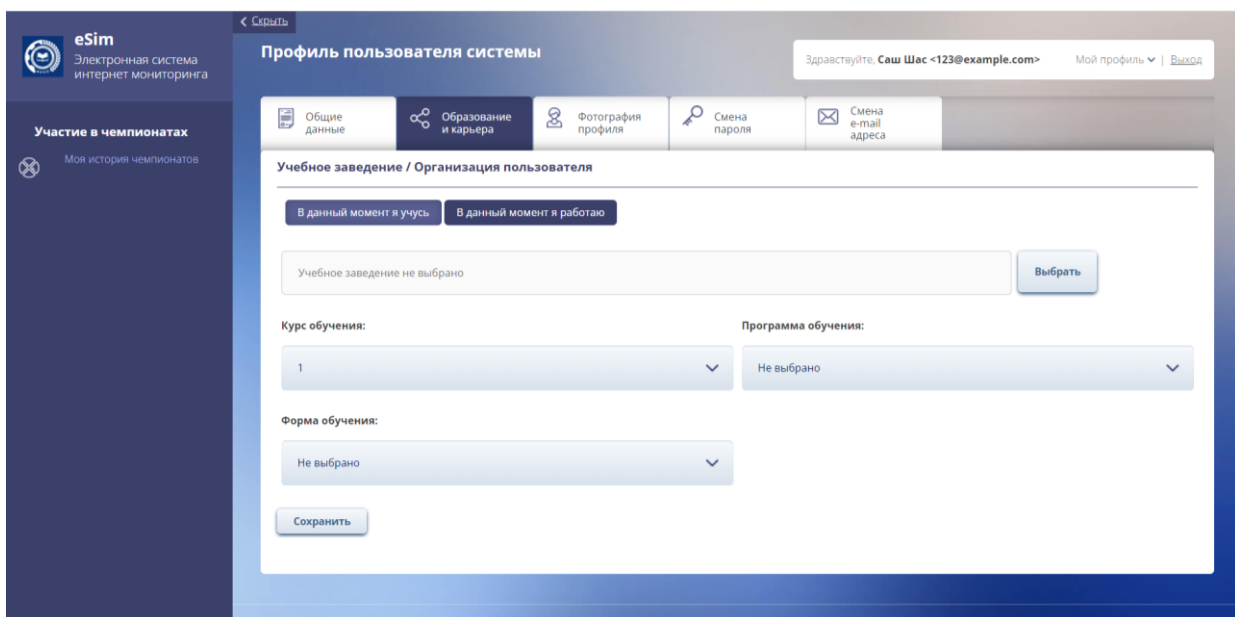 Скрыть
eSim
Электронная система
интернет мониторинга
Профиль пользователя системы
Здравствуйте, Саш Шас <123@example.com>
Мой профиль | Выход
Участие в чемпионатах
Моя история чемпионатов
Общие
данные
Образование
и карьера
Фотография
профиля
Смена
пароля
Смена
e-mail
адреса
Учебное заведение / Организация пользователя
В данный момент я учусь
В данный момент я работаю
Учебное заведение не выбрано
Выбрать
Курс обучения:
Программа обучения:
1
Не выбрано
Форма обучения:
Не выбрано
Сохранить